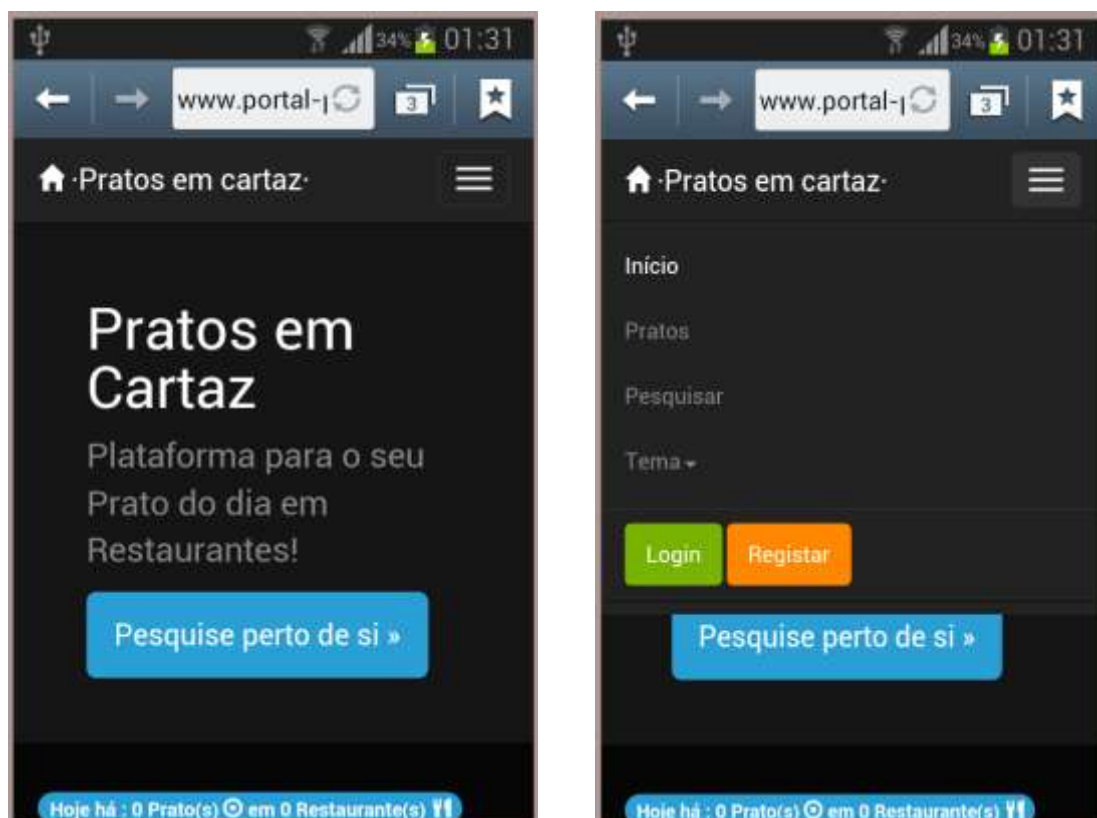 34% 01:31
www.portal-p 3
·Pratos em cartaz·
Pratos em
Cartaz
Plataforma para o seu
Prato do dia em
Restaurantes!
Pesquise perto de si »
Hoje há : 0 Prato(s) em 0 Restaurante(s)
34% 01:31
www.portal-p 3
·Pratos em cartaz·
Início
Pratos
Pesquisar
Tema
Login Registar
Pesquise perto de si »
Hoje há : 0 Prato(s) em 0 Restaurante(s)